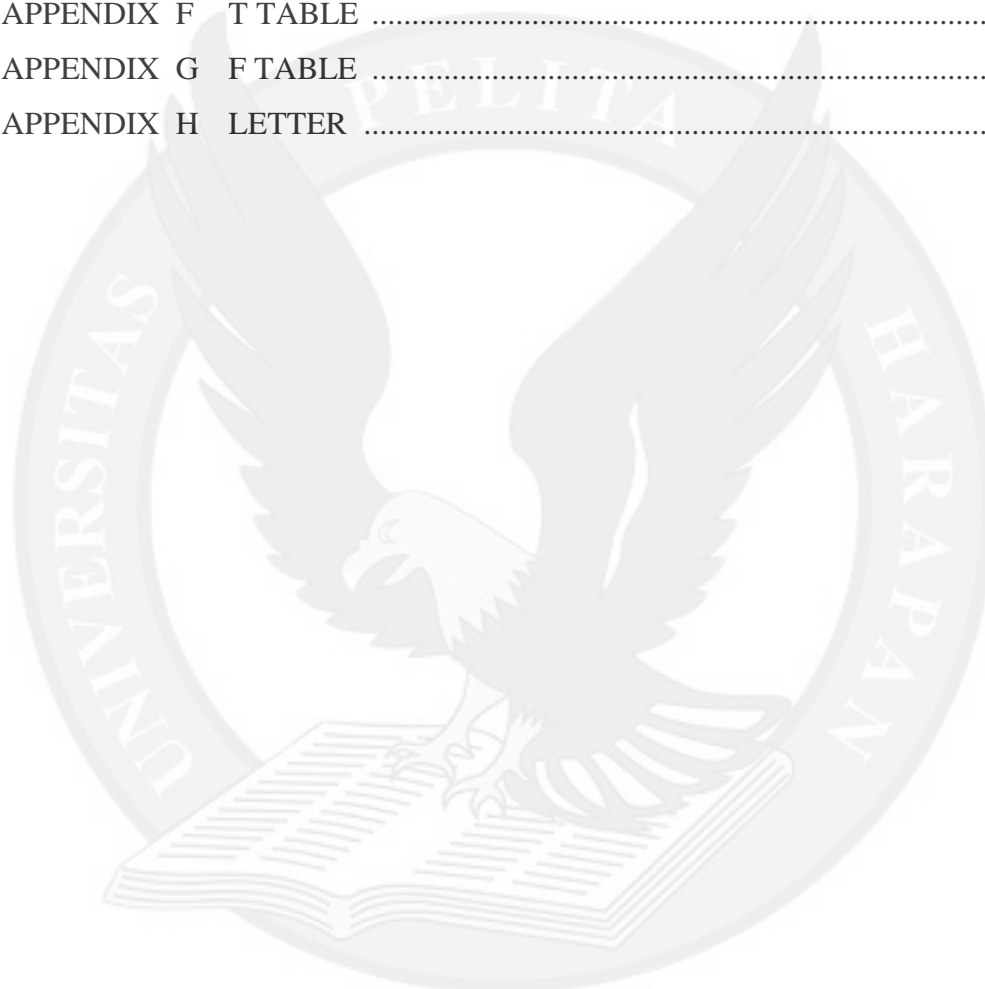 APPENDIX F T TABLE ................................................................................
APPENDIX G F TABLE ................................................................................
APPENDIX H LETTER .................................................................................
UNIVERSITAS PELITA HARAPAN